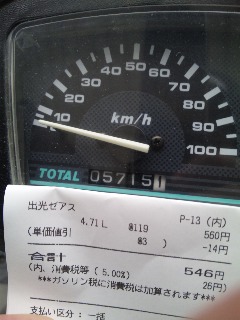 10
20
30
40
50
60
70
80
90
100
km/h
TOTAL 05715
出光ゼアス P-13 (内)
4.71L @119 560円
(単価値引 @3) -14円
合計 546円
(内、消費税等( 5.00%) 26円)
***ガソリン税に消費税は加算されます***
支払い区分 : 一括